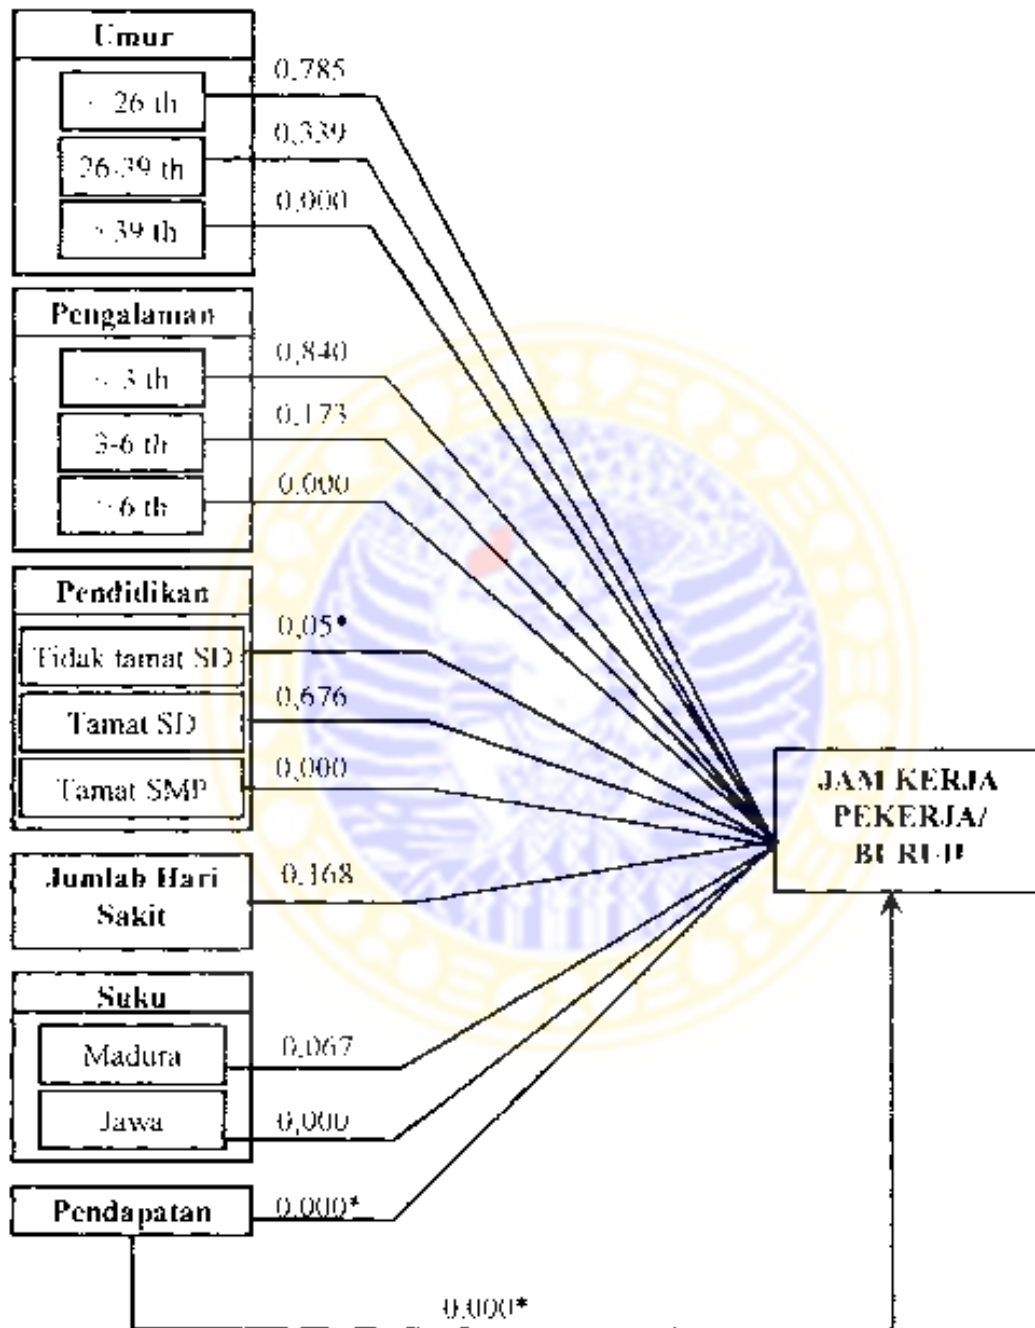 Umur
< 26 th
0,785
26-39 th
0,339
> 39 th
0,000
Pengalaman
< 3 th
0,840
3-6 th
0,173
> 6 th
0,000
Pendidikan
Tidak tamat SD
0,05*
Tamat SD
0,676
Tamat SMP
0,000
Jumlah Hari
Sakit
0,168
Suku
Madura
0,067
Jawa
0,000
Pendapatan
0,000*
0,000*
JAM KERJA
PEKERJA/
BURUH